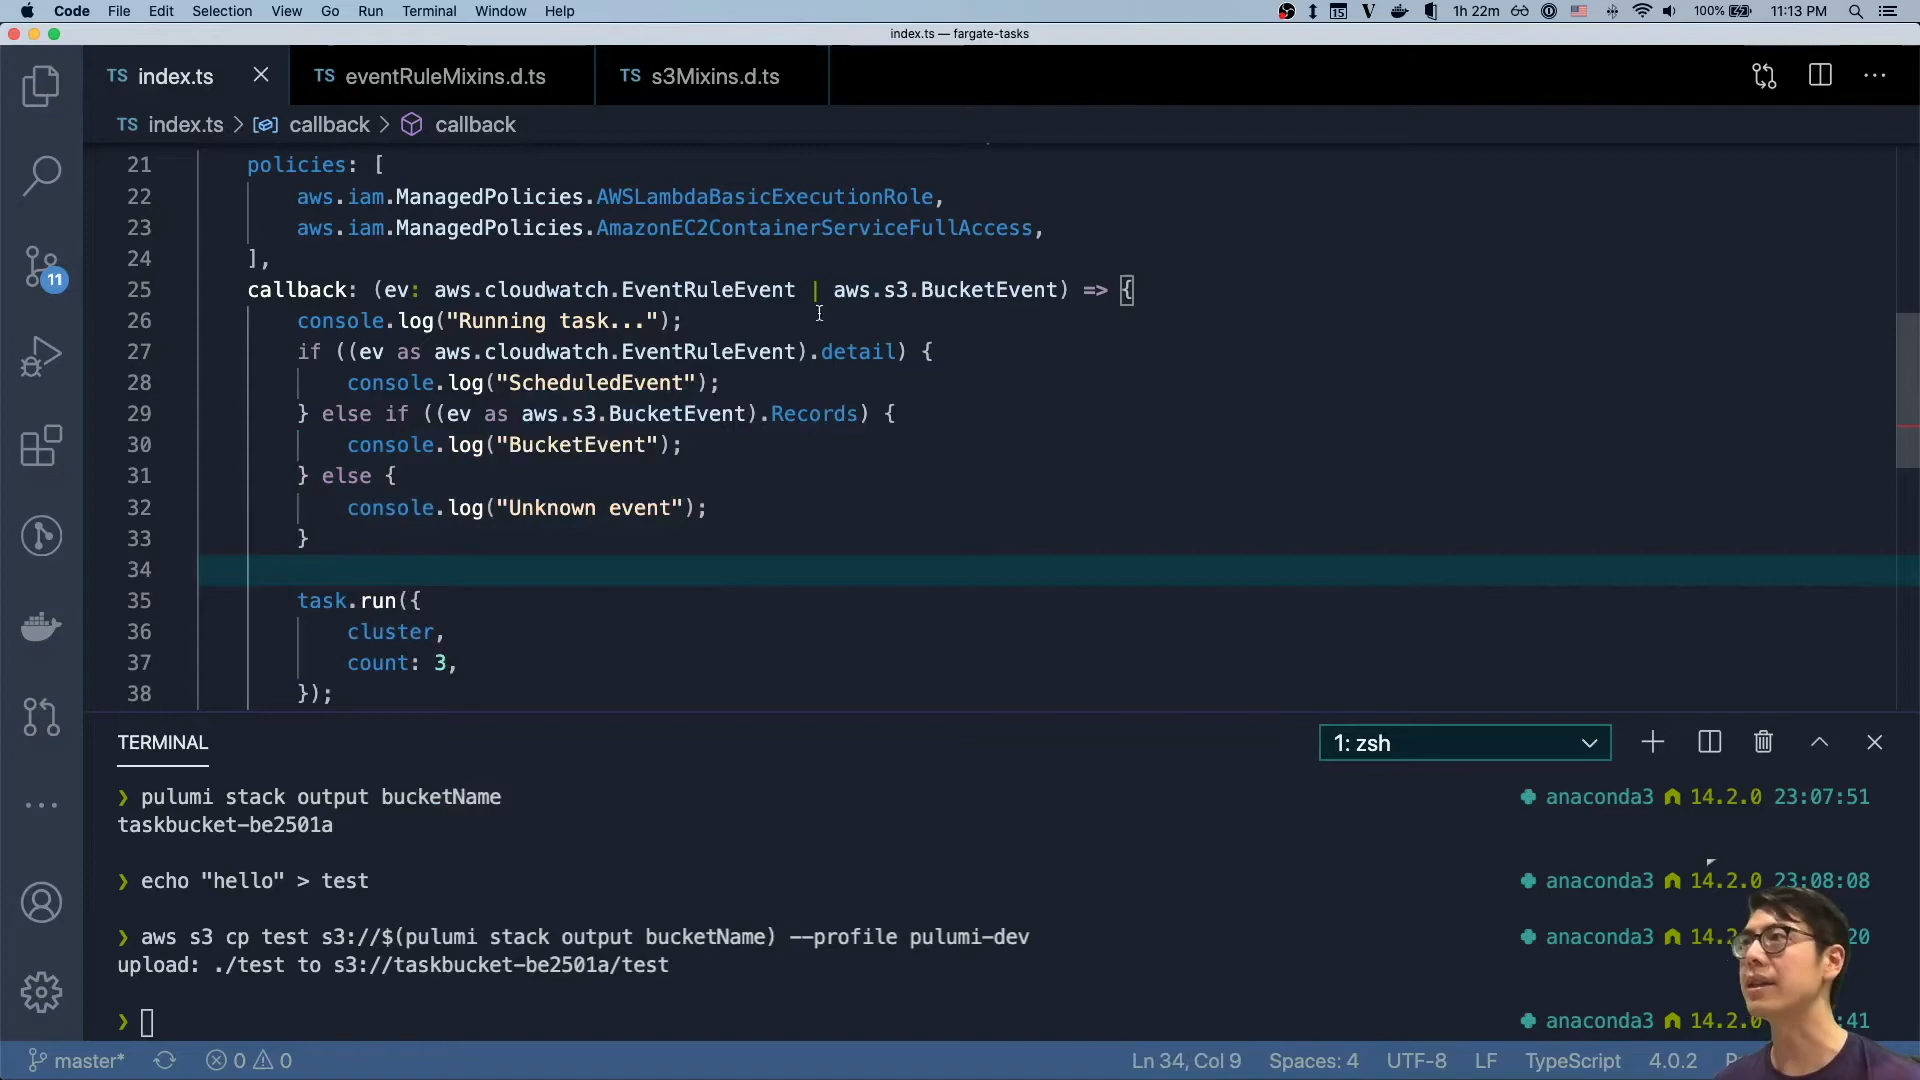 Code File Edit Selection View Go Run Terminal Window Help
15 1h 22m 100% 11:13 PM
index.ts — fargate-tasks
TS index.ts
TS eventRuleMixins.d.ts
TS s3Mixins.d.ts
TS index.ts > callback > callback
21 policies: [
22 aws.iam.ManagedPolicies.AWSLambdaBasicExecutionRole,
23 aws.iam.ManagedPolicies.AmazonEC2ContainerServiceFullAccess,
24 ],
25 callback: (ev: aws.cloudwatch.EventRuleEvent | aws.s3.BucketEvent) => {
26 console.log("Running task...");
27 if ((ev as aws.cloudwatch.EventRuleEvent).detail) {
28 console.log("ScheduledEvent");
29 } else if ((ev as aws.s3.BucketEvent).Records) {
30 console.log("BucketEvent");
31 } else {
32 console.log("Unknown event");
33 }
34
35 task.run({
36 cluster,
37 count: 3,
38 });
11
TERMINAL
1: zsh
❯ pulumi stack output bucketName anaconda3 14.2.0 23:07:51
taskbucket-be2501a
❯ echo "hello" > test anaconda3 14.2.0 23:08:08
❯ aws s3 cp test s3://$(pulumi stack output bucketName) --profile pulumi-dev anaconda3 20
upload: ./test to s3://taskbucket-be2501a/test
❯ anaconda3 14.2.0 :41
master* 0 0 Ln 34, Col 9 Spaces: 4 UTF-8 LF TypeScript 4.0.2